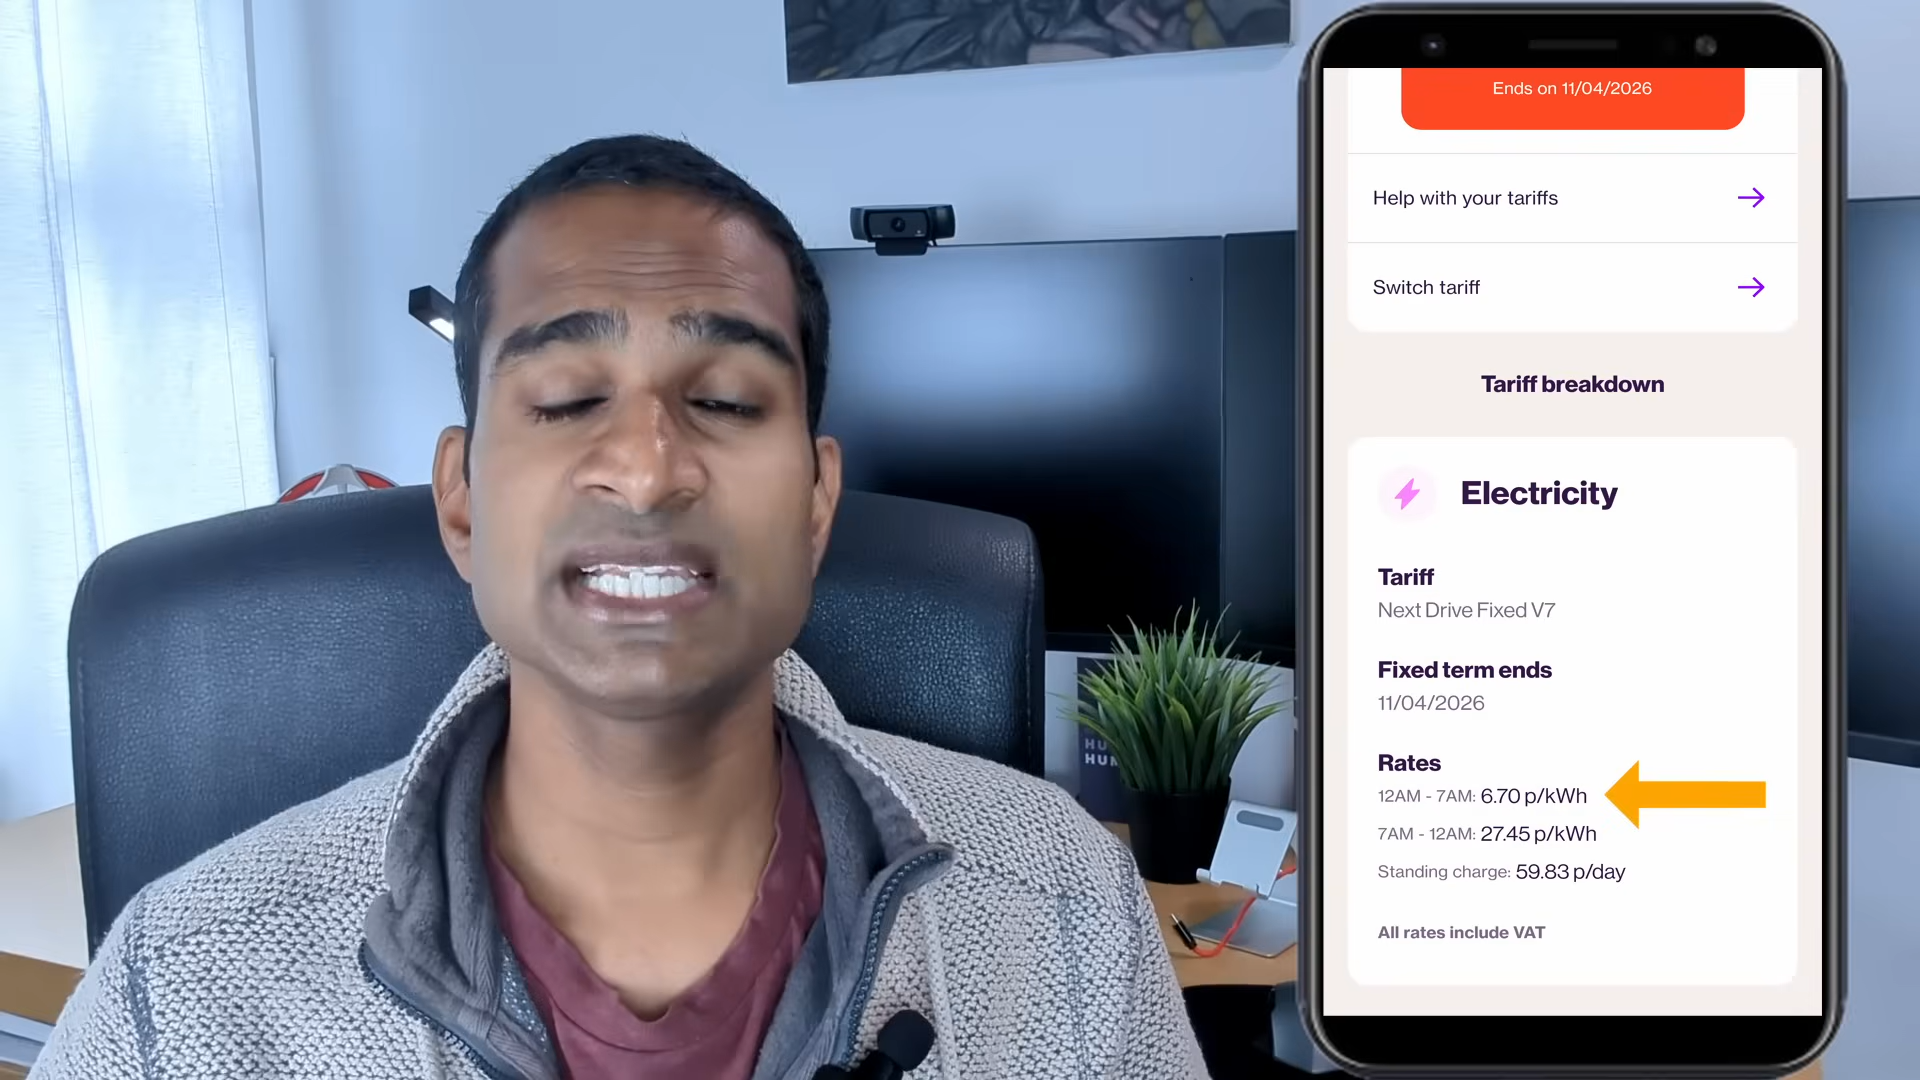 Ends on 11/04/2026
Help with your tariffs
Switch tariff
Tariff breakdown
Electricity
Tariff
Next Drive Fixed V7
Fixed term ends
11/04/2026
Rates
12AM - 7AM: 6.70 p/kWh
7AM - 12AM: 27.45 p/kWh
Standing charge: 59.83 p/day
All rates include VAT